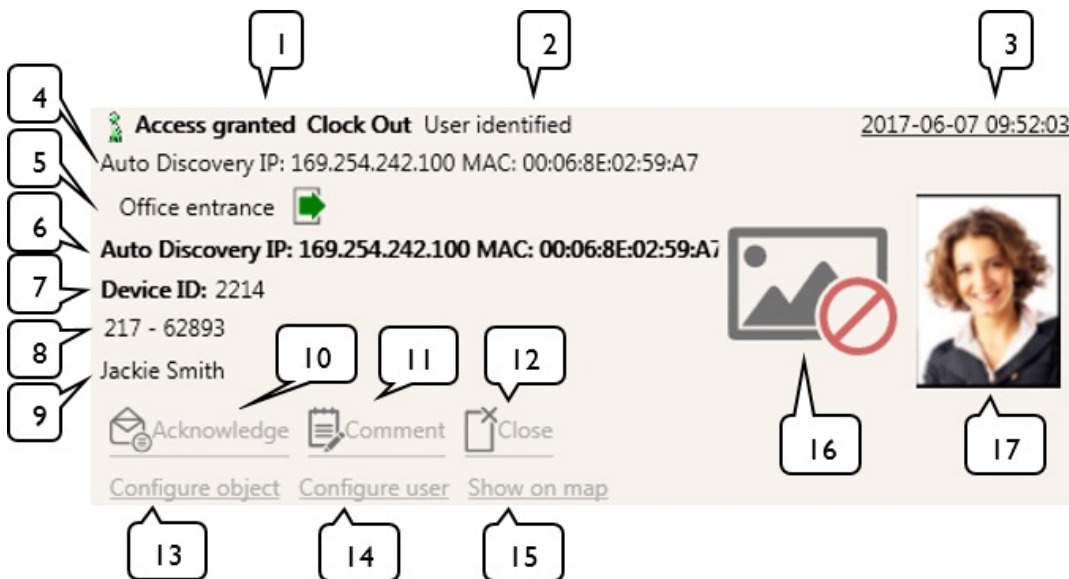 1 2 3
4
Access granted Clock Out User identified 2017-06-07 09:52:03
Auto Discovery IP: 169.254.242.100 MAC: 00:06:8E:02:59:A7
5
Office entrance
6
Auto Discovery IP: 169.254.242.100 MAC: 00:06:8E:02:59:A7
7
Device ID: 2214
8
217 - 62893
9
Jackie Smith
10 11 12
Acknowledge Comment Close
16 17
Configure object Configure user Show on map
13 14 15